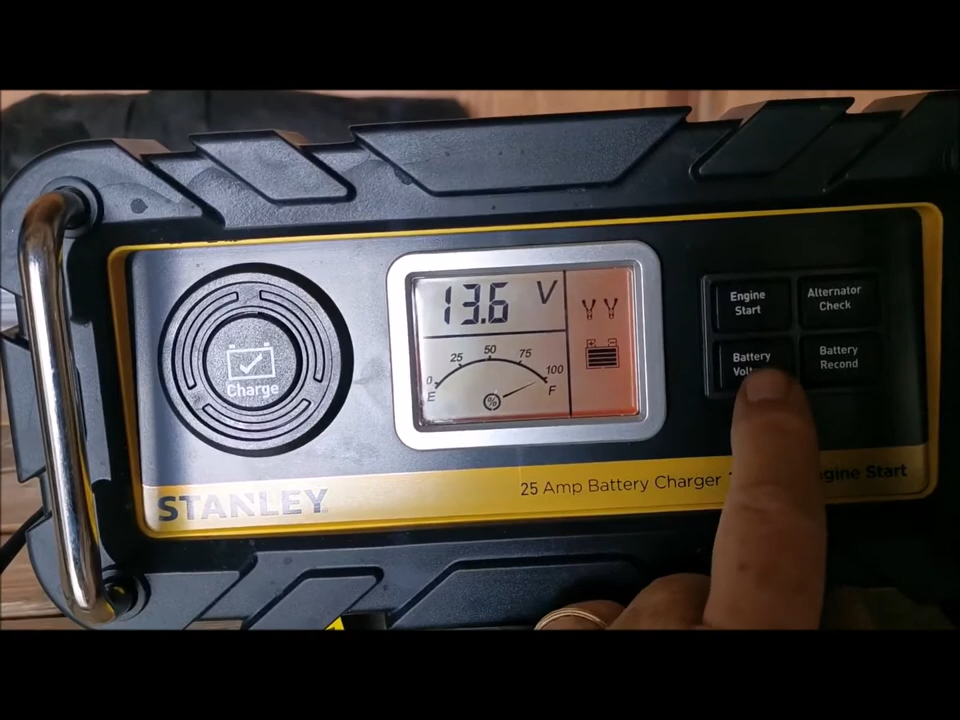 13.6 V
0 25 50 75 100
E % F
Charge
Engine
Start
Alternator
Check
Battery
Battery
Recond
STANLEY
25 Amp Battery Charger
Start